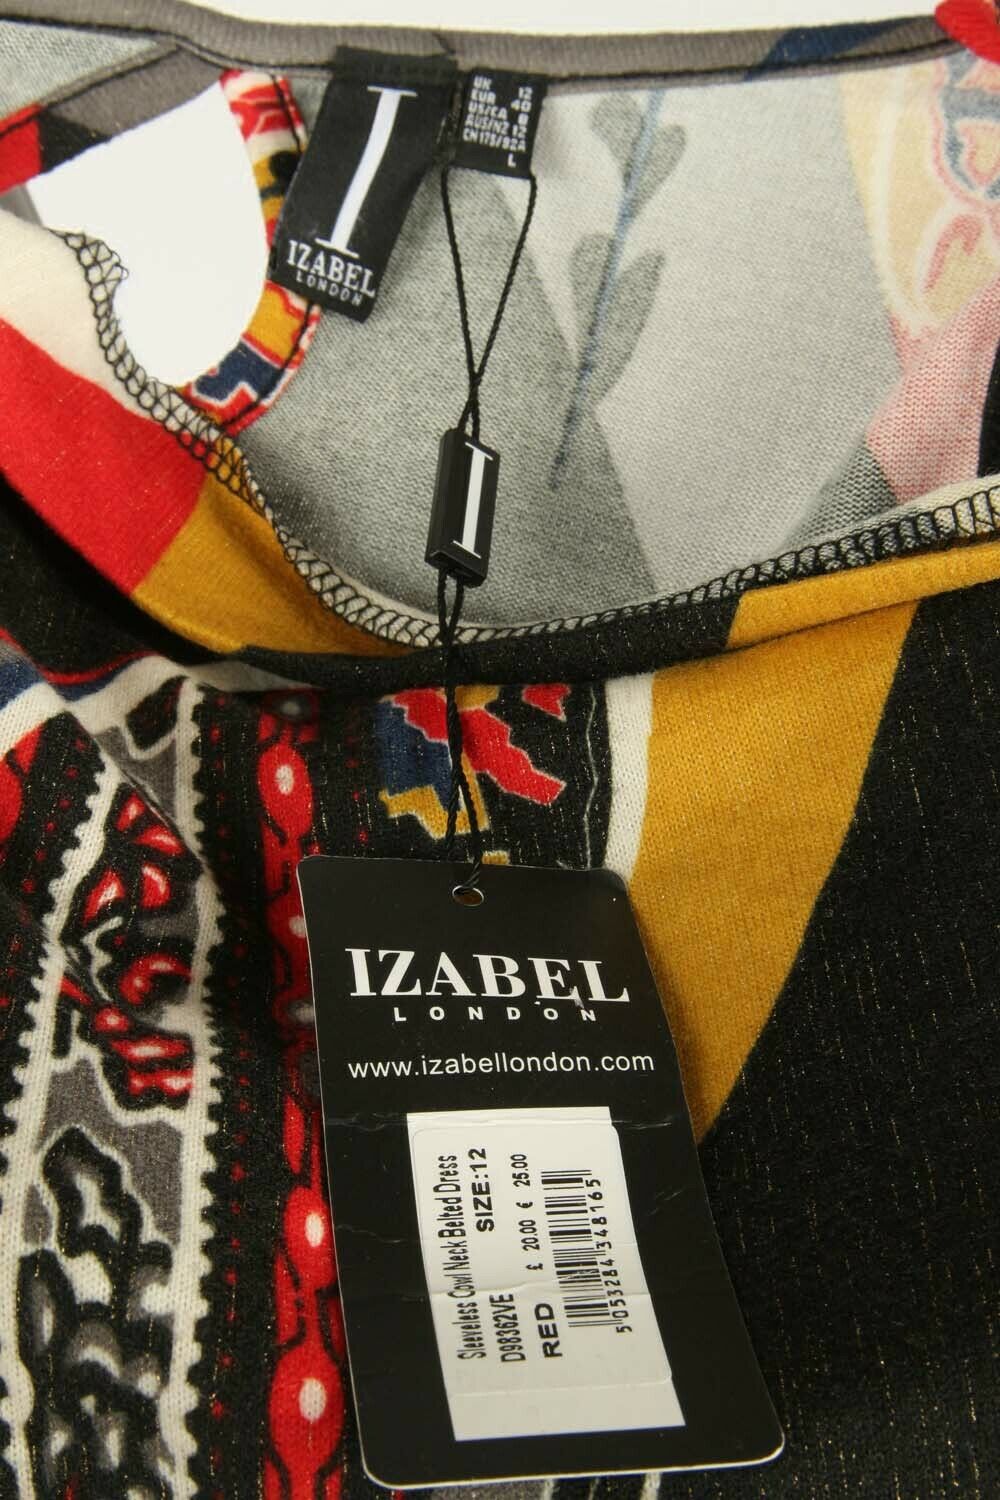 I
IZABEL
LONDON
UK 12
EUR 40
US/CA 8
AUS/NZ 12
CN175/92A
L
I
IZABEL
LONDON
www.izabellondon.com
Sleeveless Cowl Neck Belted Dress
D98362VE SIZE:12
RED £ 20.00 € 25.00
5 053284 348165